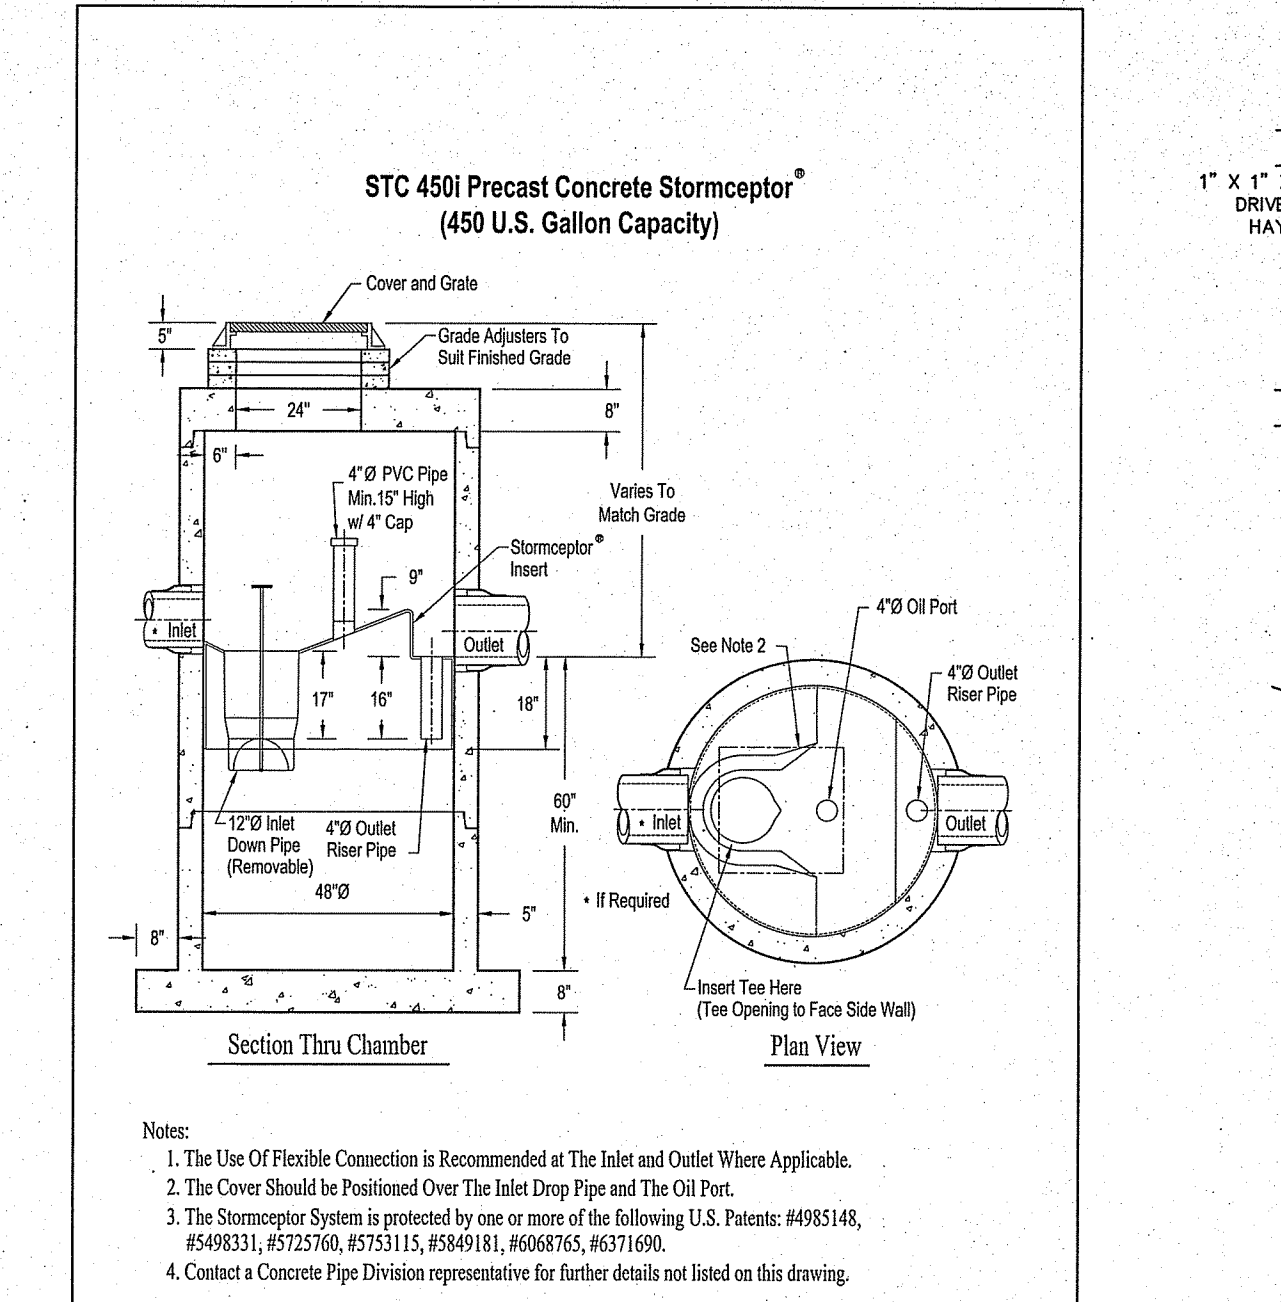 STC 450i Precast Concrete Stormceptor®
(450 U.S. Gallon Capacity)
1" X 1"
DRIVE
HAY
Cover and Grate
5"
Grade Adjusters To
Suit Finished Grade
24"
8"
6"
4"Ø PVC Pipe
Min.15" High
w/ 4" Cap
Varies To
Match Grade
Stormceptor®
Insert
9"
* Inlet
Outlet
17"
16"
18"
60"
Min.
12"Ø Inlet
Down Pipe
(Removable)
4"Ø Outlet
Riser Pipe
48"Ø
5"
8"
8"
* If Required
Section Thru Chamber
4"Ø Oil Port
See Note 2
4"Ø Outlet
Riser Pipe
* Inlet
Outlet
Insert Tee Here
(Tee Opening to Face Side Wall)
Plan View
Notes:
1. The Use Of Flexible Connection is Recommended at The Inlet and Outlet Where Applicable.
2. The Cover Should be Positioned Over The Inlet Drop Pipe and The Oil Port.
3. The Stormceptor System is protected by one or more of the following U.S. Patents: #4985148,
#5498331, #5725760, #5753115, #5849181, #6068765, #6371690.
4. Contact a Concrete Pipe Division representative for further details not listed on this drawing.